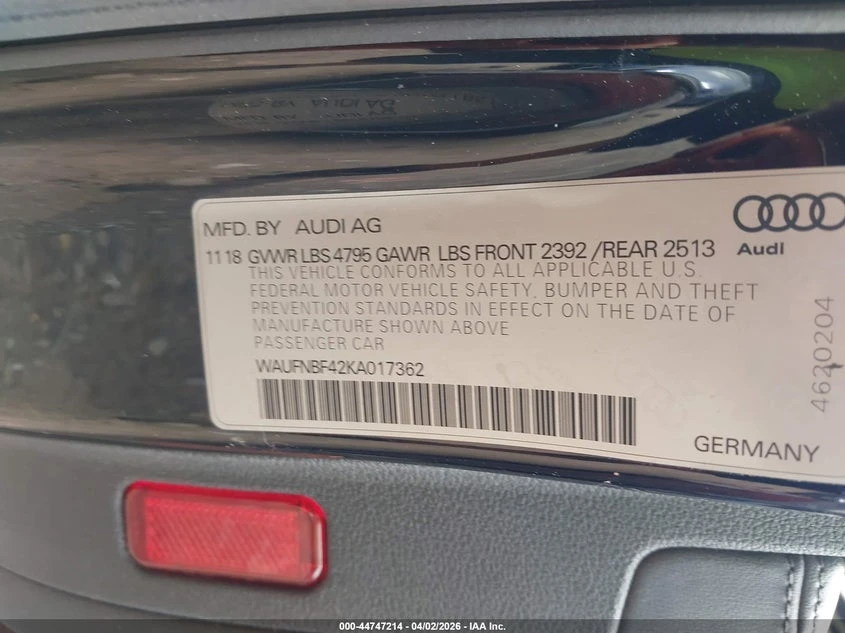 MFD. BY AUDI AG
11 18 GVWR LBS 4795 GAWR LBS FRONT 2392 /REAR 2513
Audi
THIS VEHICLE CONFORMS TO ALL APPLICABLE U.S.
FEDERAL MOTOR VEHICLE SAFETY, BUMPER AND THEFT
PREVENTION STANDARDS IN EFFECT ON THE DATE OF
MANUFACTURE SHOWN ABOVE
PASSENGER CAR
WAUFNBF42KA017362
4620204
GERMANY
000-44747214 - 04/02/2026 - IAA Inc.